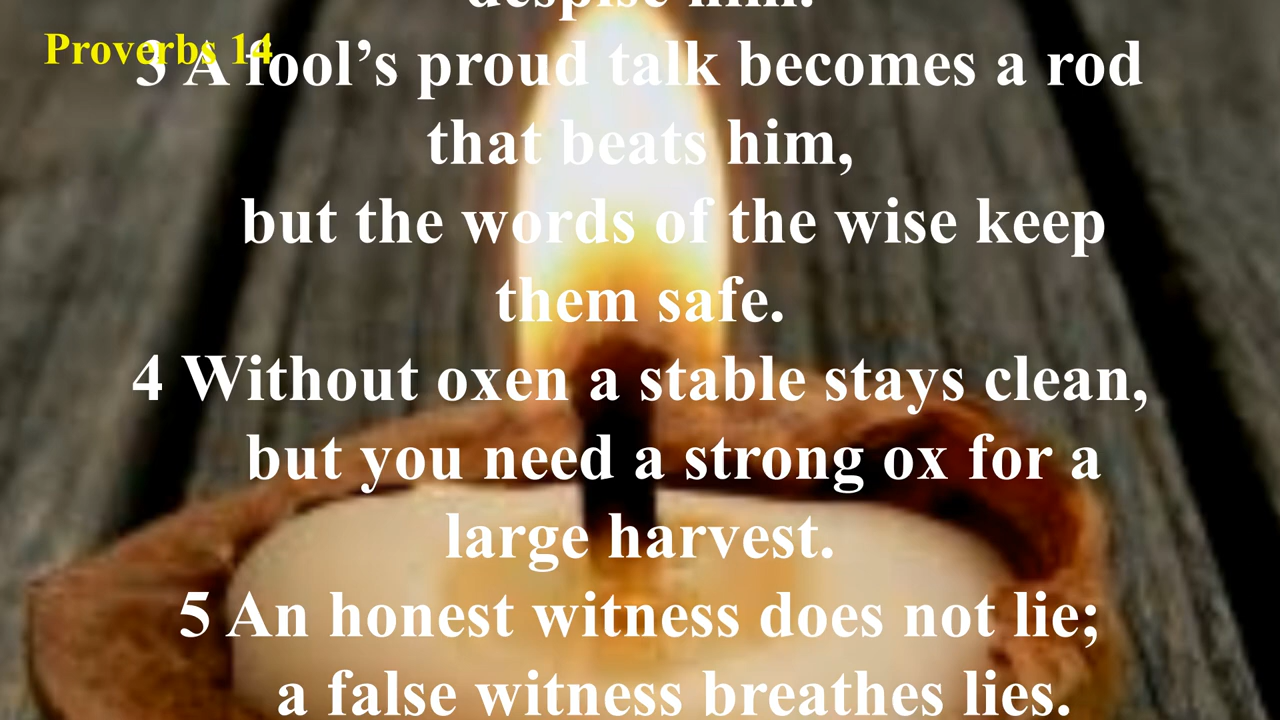 despise him.
Proverbs 14
3 A fool’s proud talk becomes a rod
that beats him,
but the words of the wise keep
them safe.
4 Without oxen a stable stays clean,
but you need a strong ox for a
large harvest.
5 An honest witness does not lie;
a false witness breathes lies.